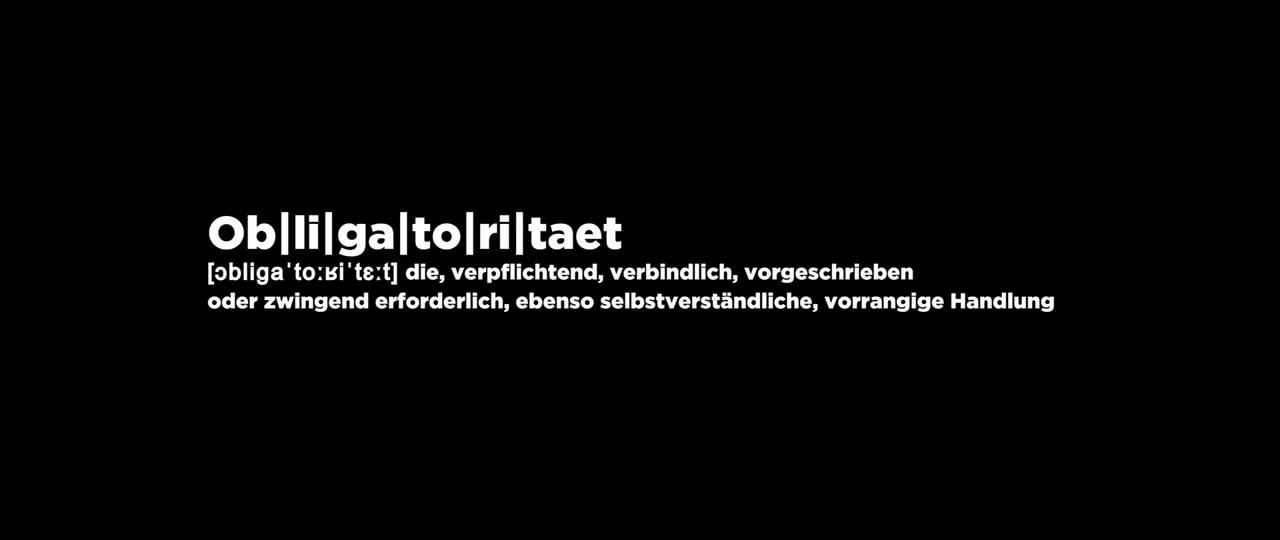 Ob|li|ga|to|ri|taet
[ɔbligaˈtoːʁiˈtɛːt] die, verpflichtend, verbindlich, vorgeschrieben
oder zwingend erforderlich, ebenso selbstverständliche, vorrangige Handlung